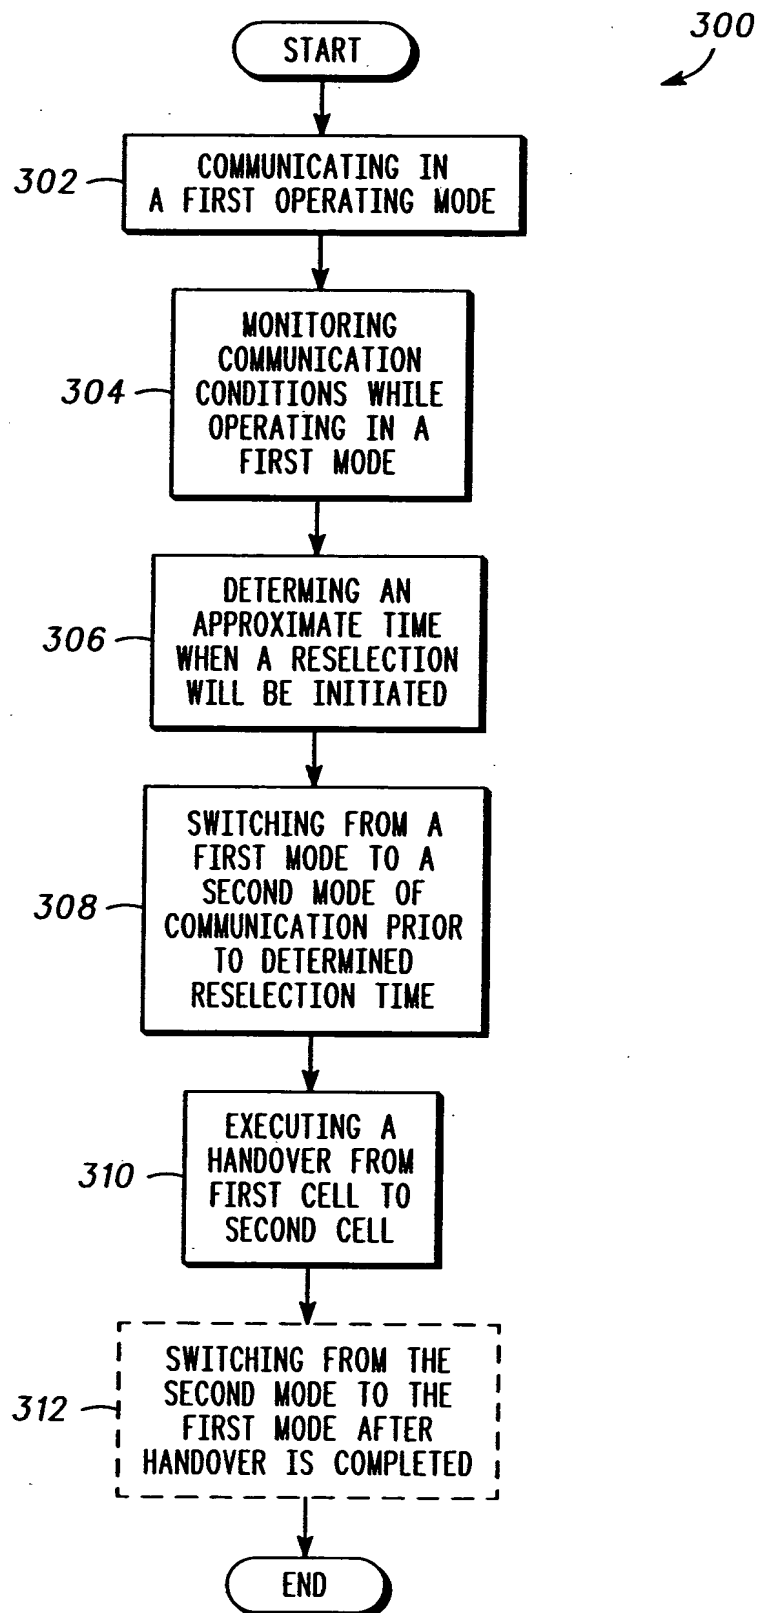 START
300
302
COMMUNICATING IN
A FIRST OPERATING MODE
304
MONITORING
COMMUNICATION
CONDITIONS WHILE
OPERATING IN A
FIRST MODE
306
DETERMING AN
APPROXIMATE TIME
WHEN A RESELECTION
WILL BE INITIATED
308
SWITCHING FROM A
FIRST MODE TO A
SECOND MODE OF
COMMUNICATION PRIOR
TO DETERMINED
RESELECTION TIME
310
EXECUTING A
HANDOVER FROM
FIRST CELL TO
SECOND CELL
312
SWITCHING FROM THE
SECOND MODE TO THE
FIRST MODE AFTER
HANDOVER IS COMPLETED
END